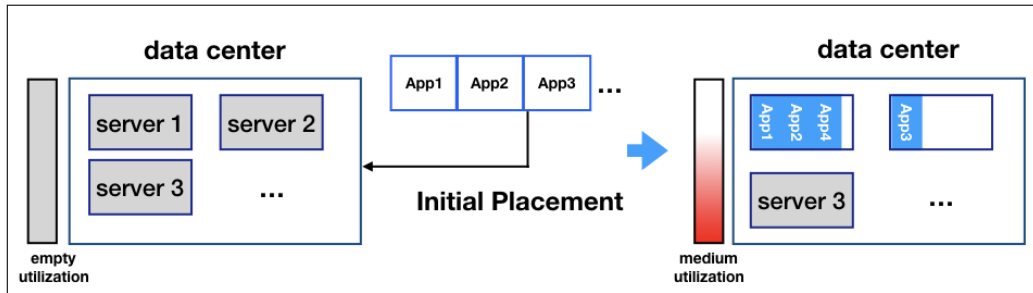 data center
server 1
server 2
server 3
...
empty
utilization
App1
App2
App3
...
Initial Placement
data center
App1
App2
App4
App3
server 3
...
medium
utilization